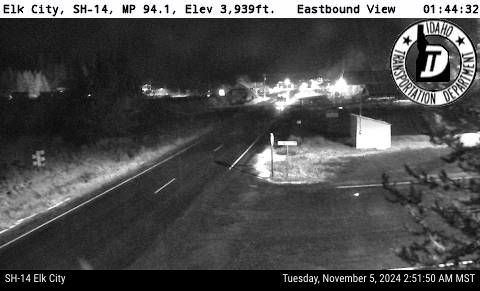 Elk City, SH-14, MP 94.1, Elev 3,939ft. Eastbound View 01:44:32
IDAHO
TRANSPORTATION DEPARTMENT
SH-14 Elk City
Tuesday, November 5, 2024 2:51:50 AM MST